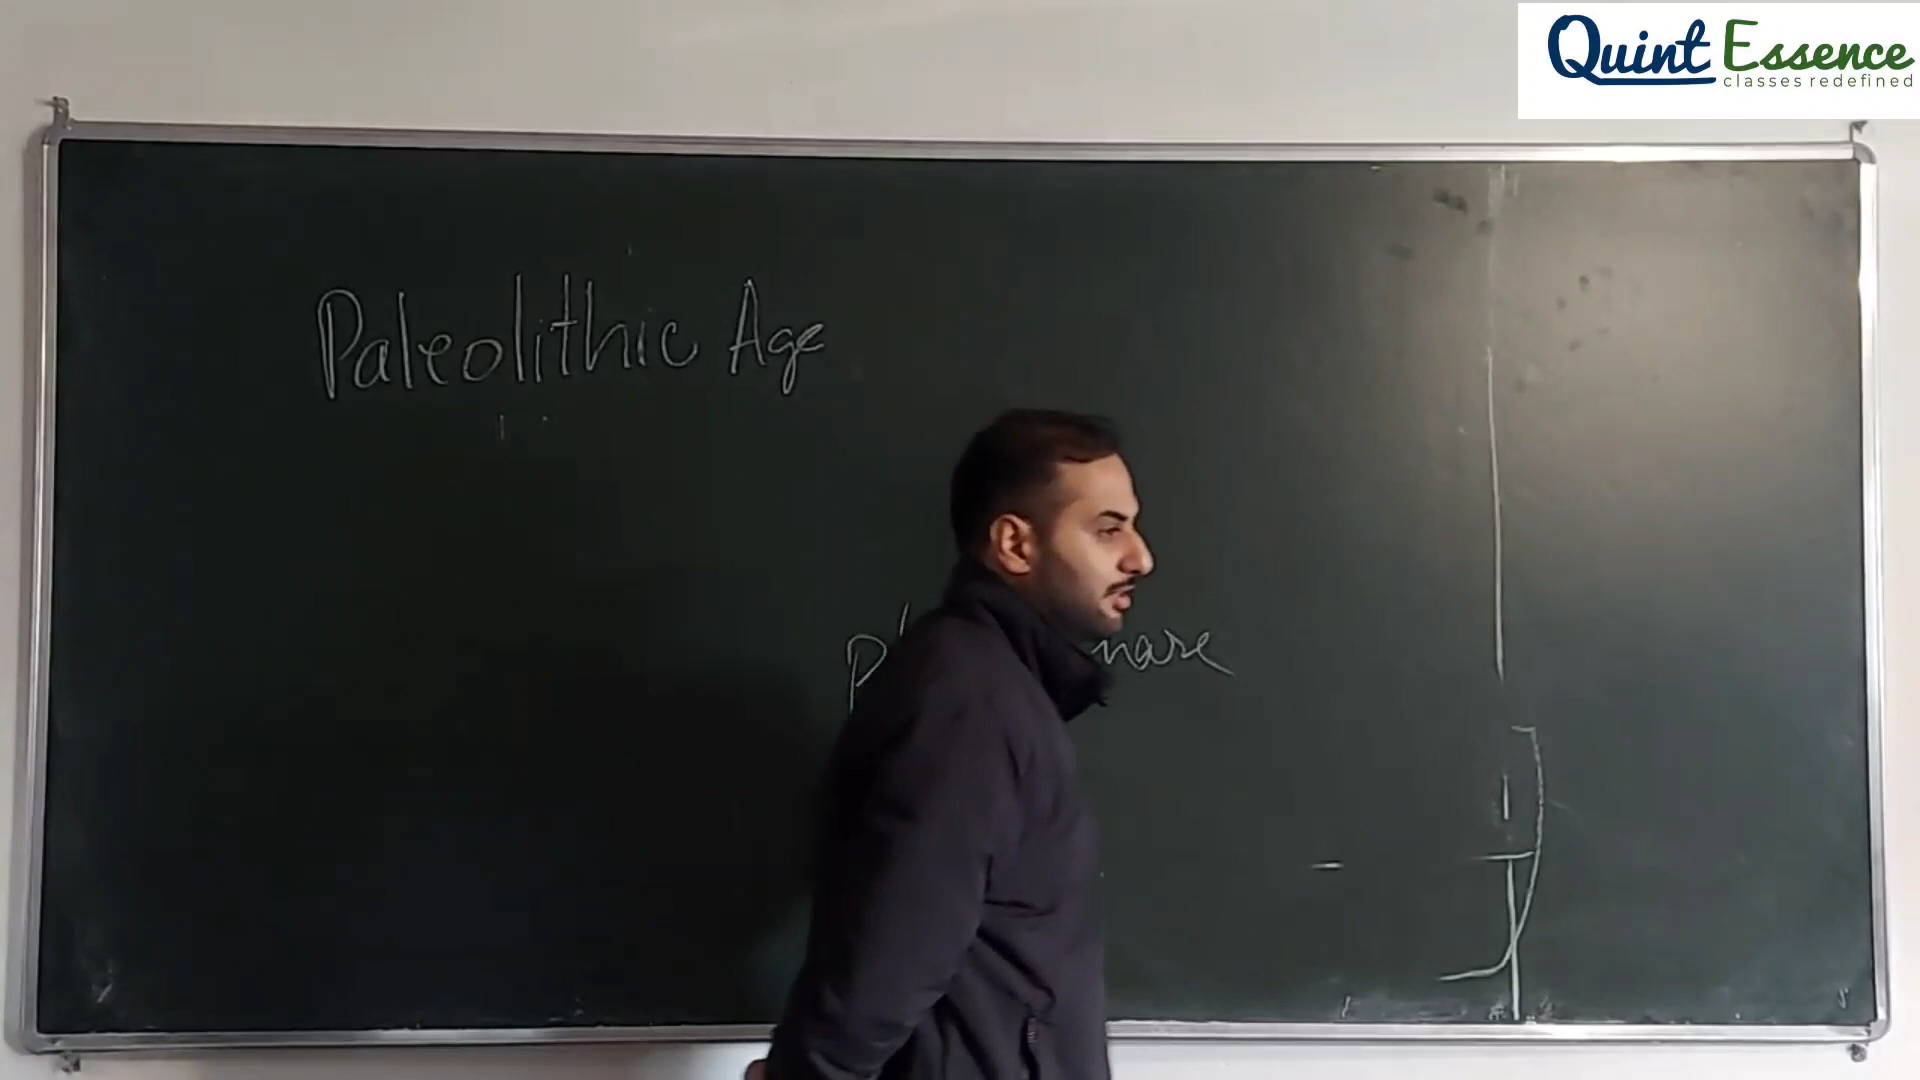 Quint Essence
classes redefined
Paleolithic Age